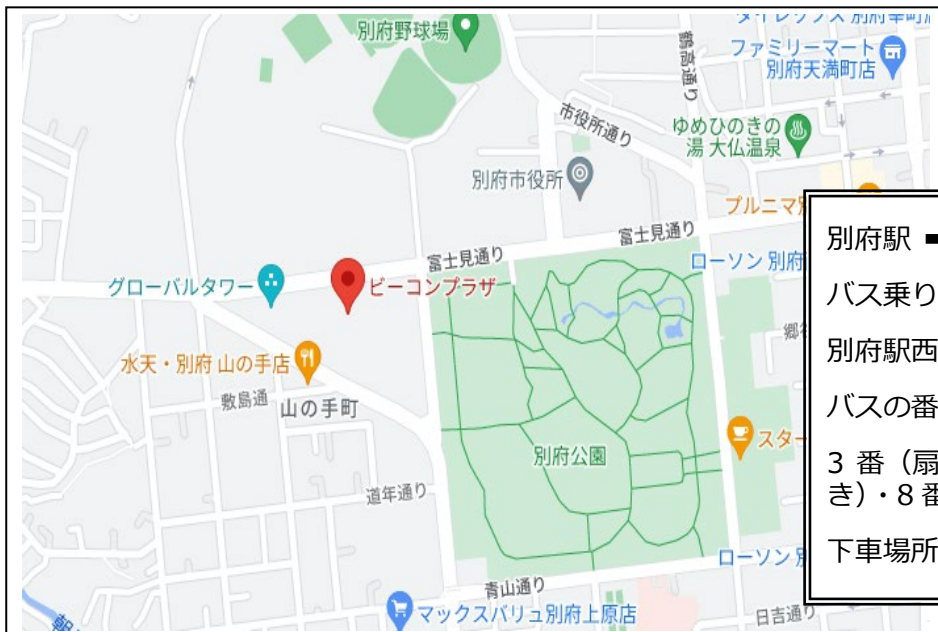 別府野球場
ファミリーマート
別府天満町店
鶴高通り
市役所通り
ゆめひのきの
湯 大仏温泉
別府市役所
プルニマ
富士見通り
富士見通り
ローソン 別府
グローバルタワー
ビーコンプラザ
水天・別府 山の手店
敷島通
山の手町
別府公園
スター
道年通り
ローソン
青山通り
マックスバリュ別府上原店
日吉通り
別府駅
バス乗り
別府駅西
バスの番
3 番（扇
き）・8 番
下車場所